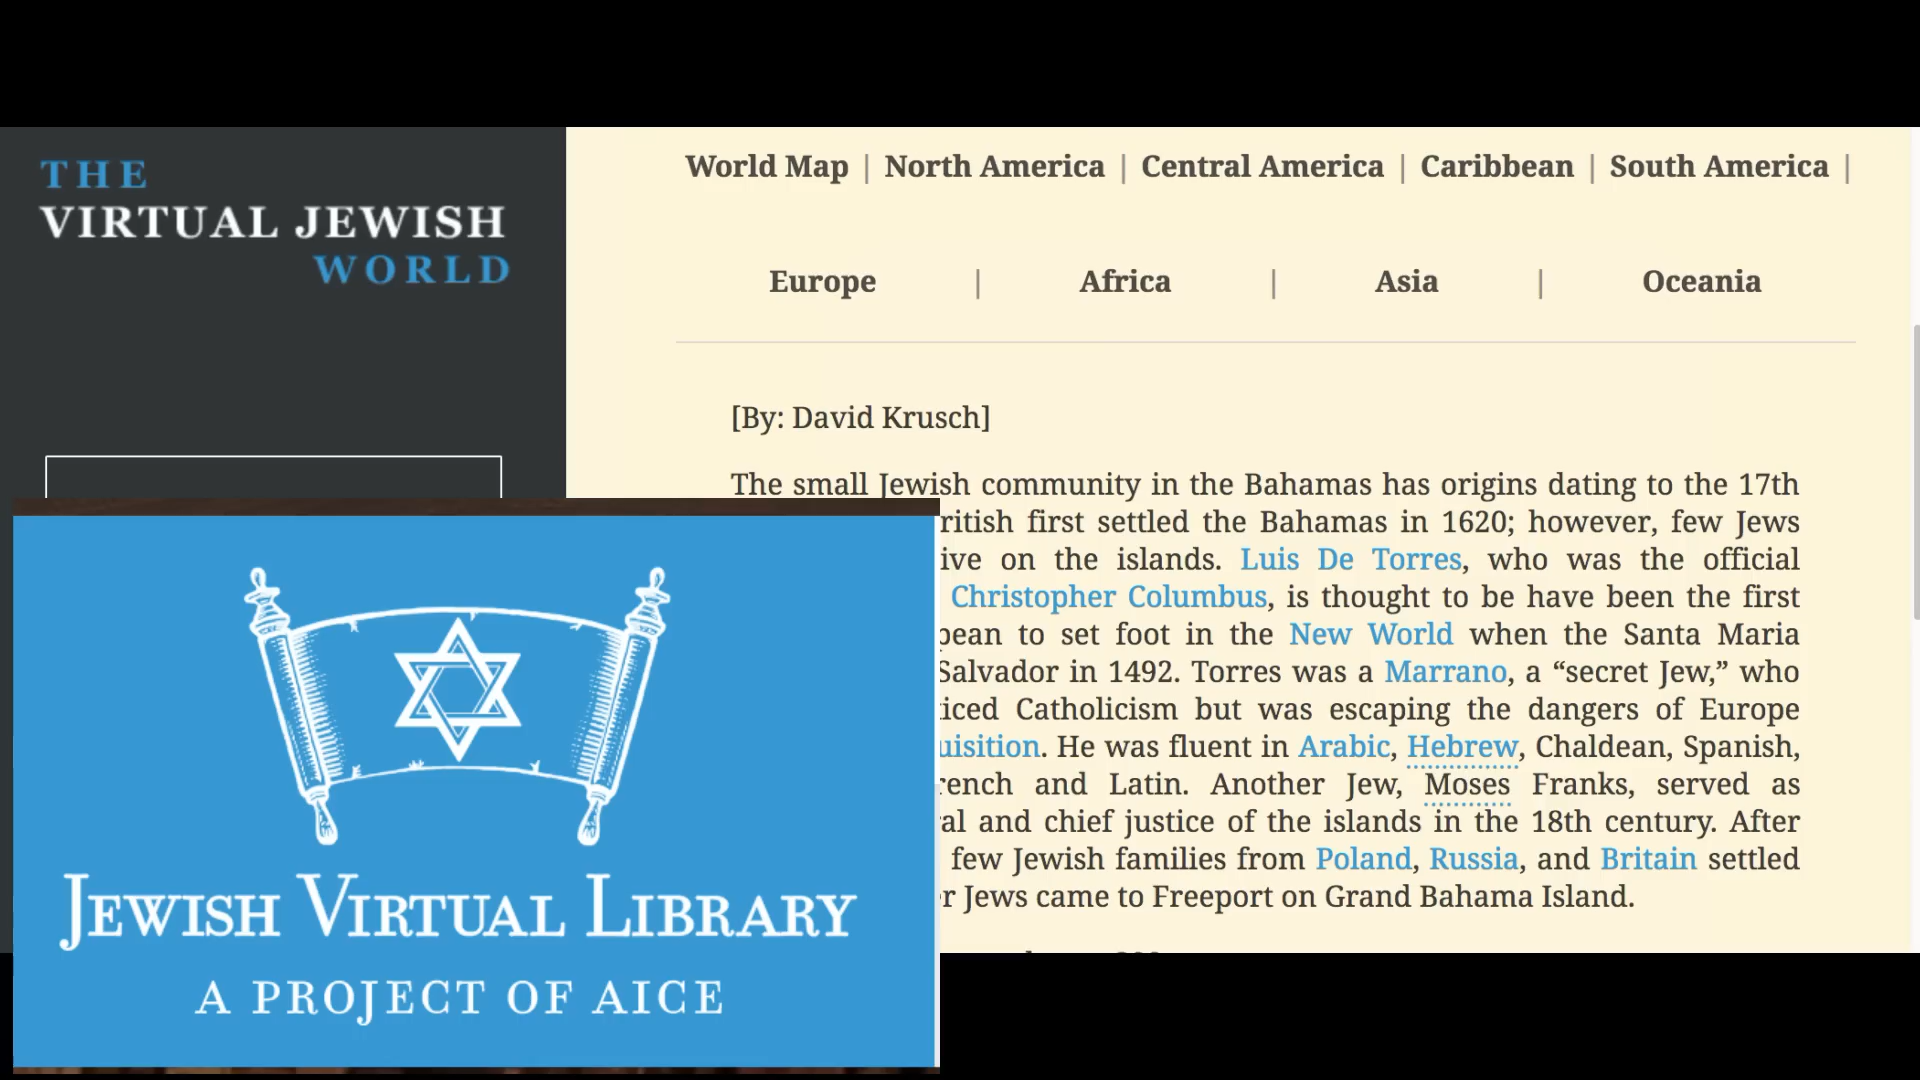 THE
VIRTUAL JEWISH
WORLD
World Map | North America | Central America | Caribbean | South America |
Europe | Africa | Asia | Oceania
[By: David Krusch]
The small Jewish community in the Bahamas has origins dating to the 17th
first settled the Bahamas in 1620; however, few Jews
on the islands. Luis De Torres, who was the official
Christopher Columbus, is thought to be have been the first
to set foot in the New World when the Santa Maria
Salvador in 1492. Torres was a Marrano, a “secret Jew,” who
Catholicism but was escaping the dangers of Europe
. He was fluent in Arabic, Hebrew, Chaldean, Spanish,
and Latin. Another Jew, Moses Franks, served as
and chief justice of the islands in the 18th century. After
few Jewish families from Poland, Russia, and Britain settled
Jews came to Freeport on Grand Bahama Island.
JEWISH VIRTUAL LIBRARY
A PROJECT OF AICE